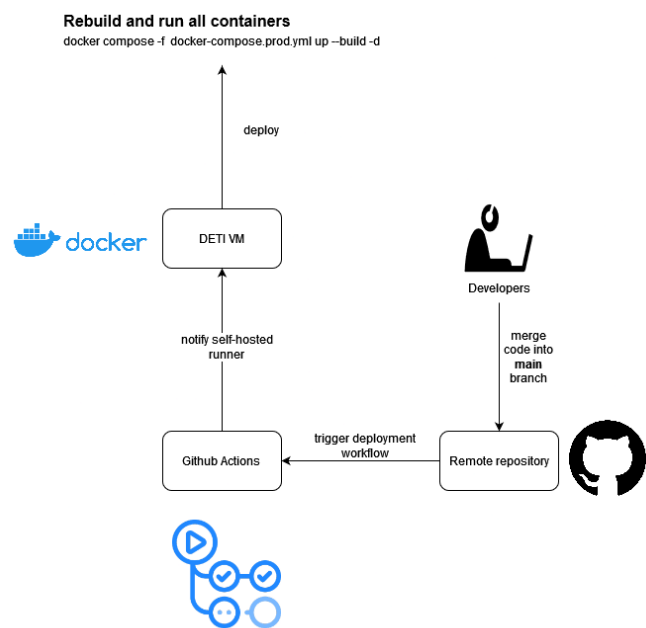 Rebuild and run all containers
docker compose -f  docker-compose.prod.yml up --build -d
deploy
docker
DETI VM
Developers
notify self-hosted
runner
merge
code into
main
branch
trigger deployment
workflow
Github Actions
Remote repository